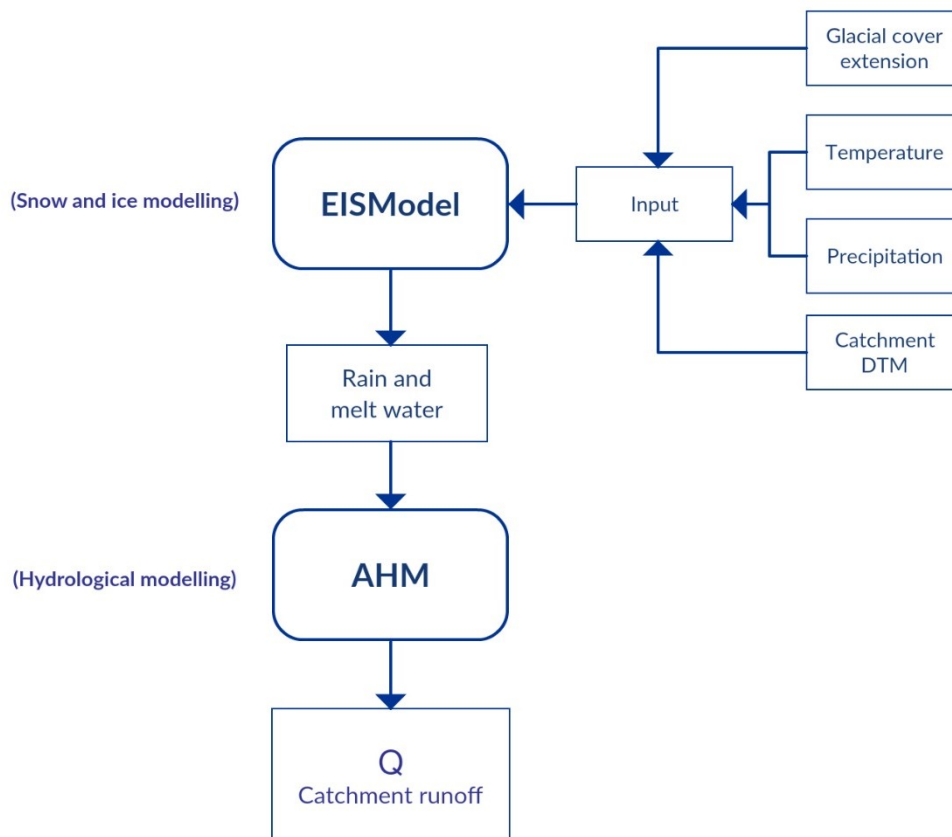 Glacial cover
extension
Temperature
(Snow and ice modelling)
EISModel
Input
Precipitation
Catchment
DTM
Rain and
melt water
(Hydrological modelling)
AHM
Q
Catchment runoff